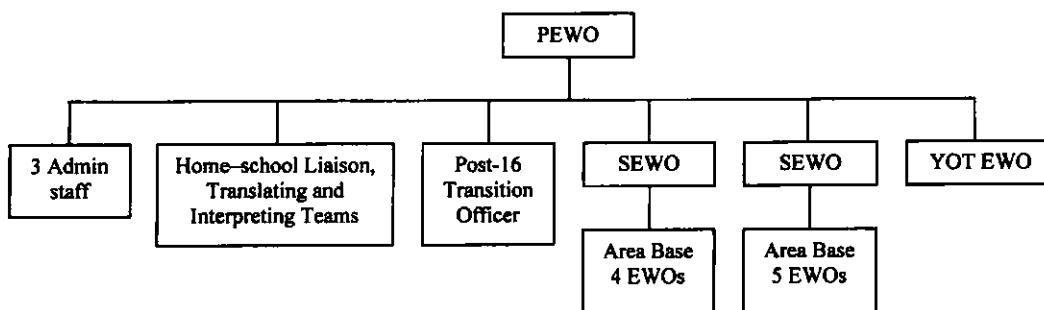 PEWO
3 Admin
staff
Home–school Liaison,
Translating and
Interpreting Teams
Post-16
Transition
Officer
SEWO
SEWO
YOT EWO
Area Base
4 EWOs
Area Base
5 EWOs